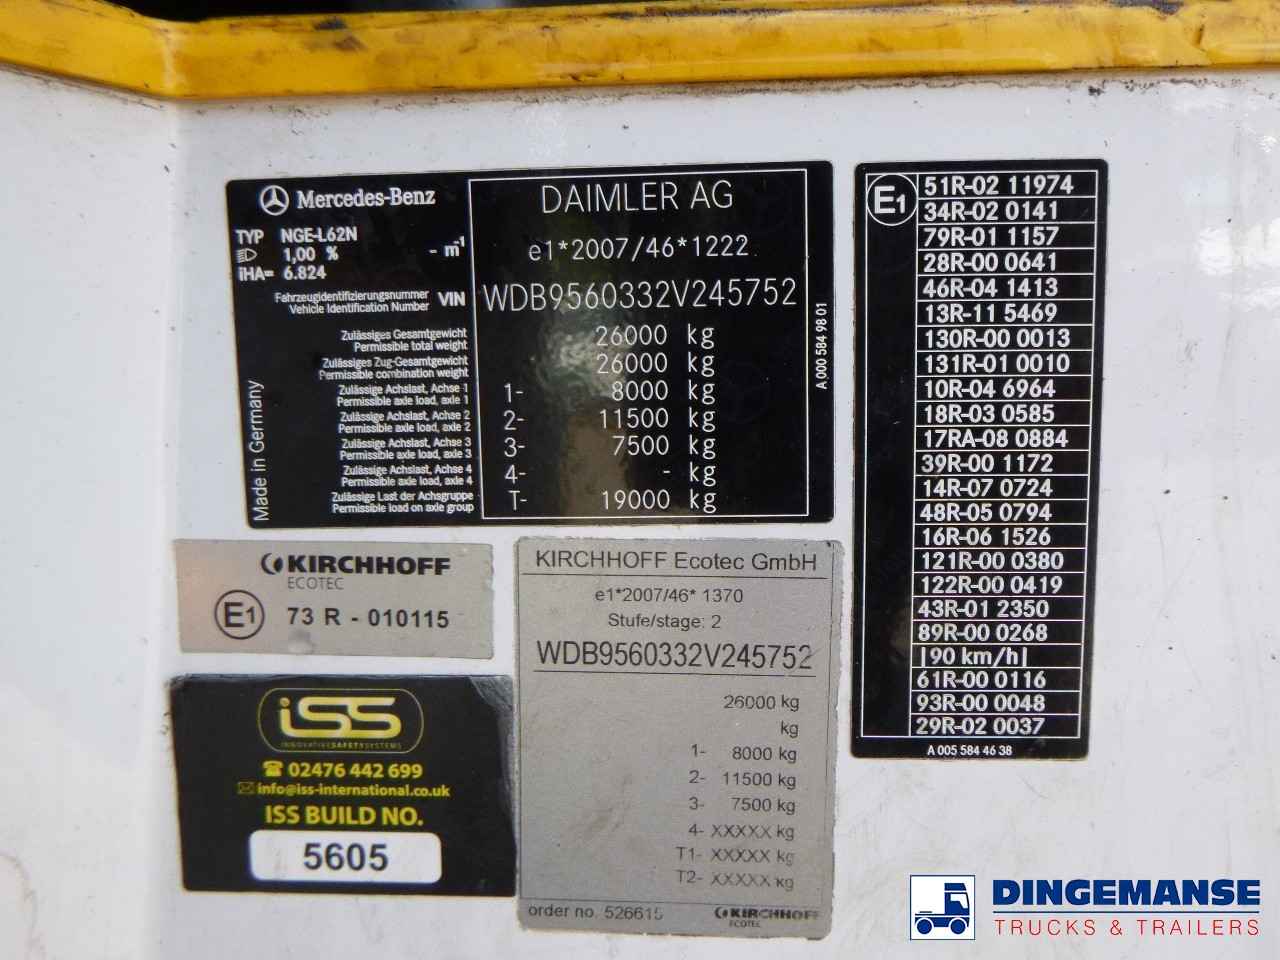 Mercedes-Benz
TYP NGE-L62N
1,00 % - m-1
iHA= 6.824
Fahrzeugidentifizierungsnummer
Vehicle Identification Number VIN
Zulässiges Gesamtgewicht
Permissible total weight
Zulässiges Zug-Gesamtgewicht
Permissible combination weight
Zulässige Achslast, Achse 1
Permissible axle load, axle 1
Zulässige Achslast, Achse 2
Permissible axle load, axle 2
Zulässige Achslast, Achse 3
Permissible axle load, axle 3
Zulässige Achslast, Achse 4
Permissible axle load, axle 4
Zulässige Last der Achsgruppe
Permissible load on axle group
Made in Germany
DAIMLER AG
e1*2007/46*1222
WDB9560332V245752
26000 kg
26000 kg
1- 8000 kg
2- 11500 kg
3- 7500 kg
4- - kg
T- 19000 kg
A 000 584 98 01
E1
51R-02 11974
34R-02 0141
79R-01 1157
28R-00 0641
46R-04 1413
13R-11 5469
130R-00 0013
131R-01 0010
10R-04 6964
18R-03 0585
17RA-08 0884
39R-00 1172
14R-07 0724
48R-05 0794
16R-06 1526
121R-00 0380
122R-00 0419
43R-01 2350
89R-00 0268
|90 km/h|
61R-00 0116
93R-00 0048
29R-02 0037
A 005 584 46 38
KIRCHHOFF
ECOTEC
E1 73 R - 010115
KIRCHHOFF Ecotec GmbH
e1*2007/46* 1370
Stufe/stage: 2
WDB9560332V245752
26000 kg
kg
1- 8000 kg
2- 11500 kg
3- 7500 kg
4- XXXXX kg
T1- XXXXX kg
T2- XXXXX kg
order no. 526615 KIRCHHOFF
ECOTEC
iSS
INNOVATIVESAFETYSYSTEMS
02476 442 699
info@iss-international.co.uk
ISS BUILD NO.
5605
DINGEMANSE
TRUCKS & TRAILERS